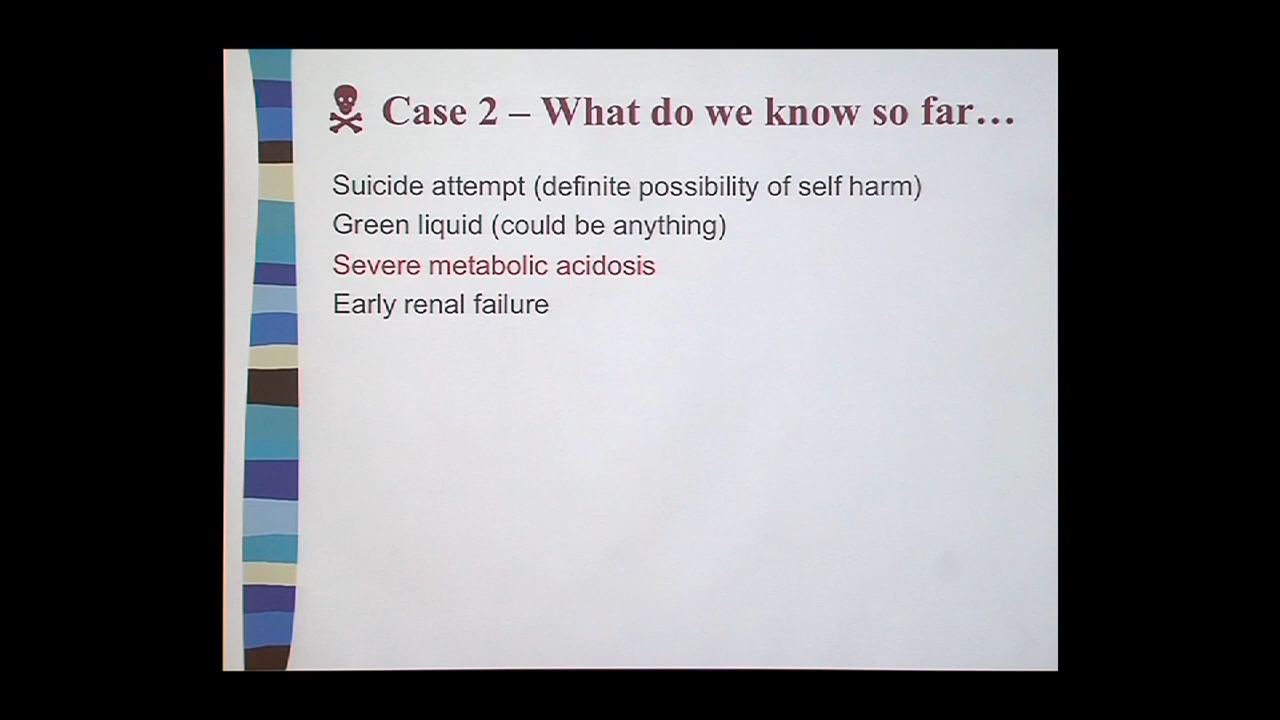 Case 2 – What do we know so far…
Suicide attempt (definite possibility of self harm)
Green liquid (could be anything)
Severe metabolic acidosis
Early renal failure